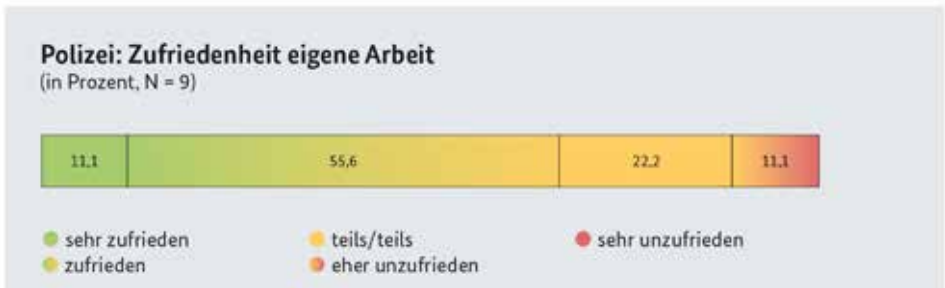 Polizei: Zufriedenheit eigene Arbeit
(in Prozent, N = 9)
11,1 55,6 22,2 11,1
sehr zufrieden teils/teils sehr unzufrieden
zufrieden eher unzufrieden